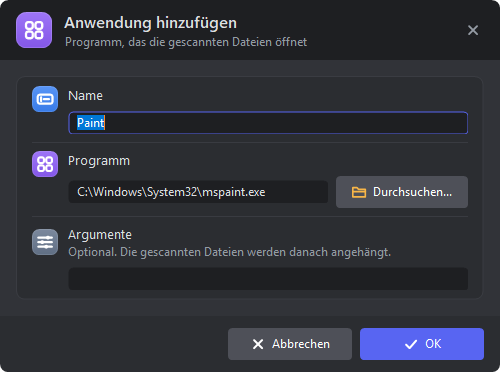 Anwendung hinzufügen
Programm, das die gescannten Dateien öffnet
Name
Paint
Programm
C:\Windows\System32\mspaint.exe
Durchsuchen...
Argumente
Optional. Die gescannten Dateien werden danach angehängt.
Abbrechen
OK